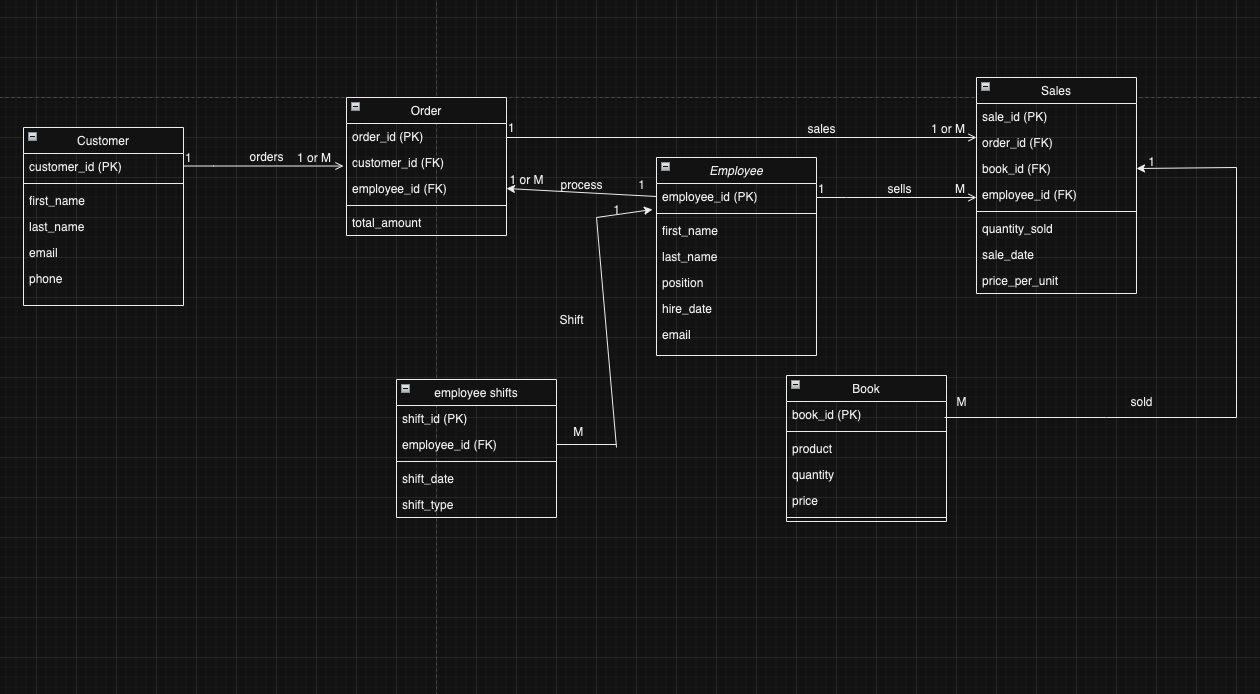 Customer
customer_id (PK)
first_name
last_name
email
phone
1
orders
1 or M
Order
order_id (PK)
customer_id (FK)
employee_id (FK)
total_amount
1
sales
1 or M
1 or M
process
1
Employee
employee_id (PK)
first_name
last_name
position
hire_date
email
1
sells
M
Sales
sale_id (PK)
order_id (FK)
book_id (FK)
employee_id (FK)
quantity_sold
sale_date
price_per_unit
1
1
Shift
M
employee shifts
shift_id (PK)
employee_id (FK)
shift_date
shift_type
Book
book_id (PK)
product
quantity
price
M
sold